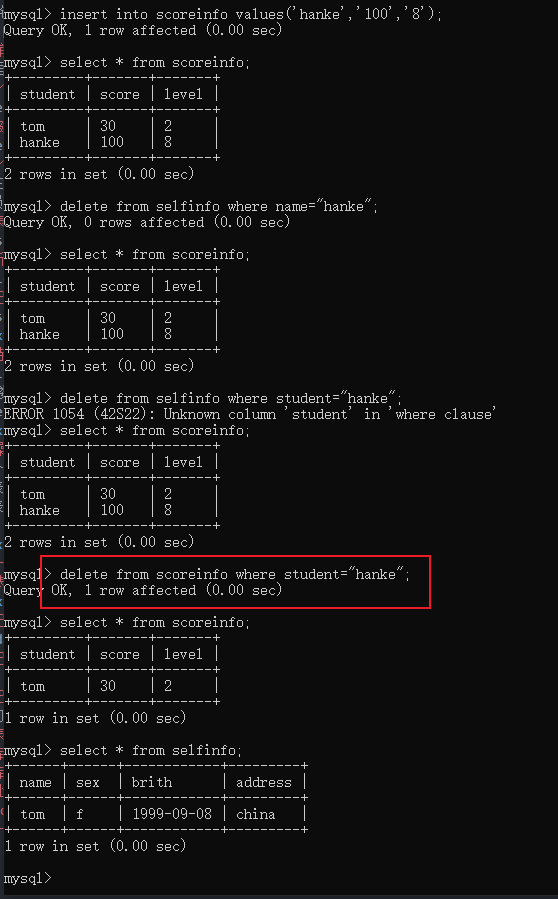 mysql> insert into scoreinfo values('hanke','100','8');
Query OK, 1 row affected (0.00 sec)
mysql> select * from scoreinfo;
+---------+-------+-------+
| student | score | level |
+---------+-------+-------+
| tom     | 30    | 2     |
| hanke   | 100   | 8     |
+---------+-------+-------+
2 rows in set (0.00 sec)
mysql> delete from selfinfo where name="hanke";
Query OK, 0 rows affected (0.00 sec)
mysql> select * from scoreinfo;
+---------+-------+-------+
| student | score | level |
+---------+-------+-------+
| tom     | 30    | 2     |
| hanke   | 100   | 8     |
+---------+-------+-------+
2 rows in set (0.00 sec)
mysql> delete from selfinfo where student="hanke";
ERROR 1054 (42S22): Unknown column 'student' in 'where clause'
mysql> select * from scoreinfo;
+---------+-------+-------+
| student | score | level |
+---------+-------+-------+
| tom     | 30    | 2     |
| hanke   | 100   | 8     |
+---------+-------+-------+
2 rows in set (0.00 sec)
mysql> delete from scoreinfo where student="hanke";
Query OK, 1 row affected (0.00 sec)
mysql> select * from scoreinfo;
+---------+-------+-------+
| student | score | level |
+---------+-------+-------+
| tom     | 30    | 2     |
+---------+-------+-------+
1 row in set (0.00 sec)
mysql> select * from selfinfo;
+------+------+------------+---------+
| name | sex  | brith      | address |
+------+------+------------+---------+
| tom  | f    | 1999-09-08 | china   |
+------+------+------------+---------+
1 row in set (0.00 sec)
mysql>